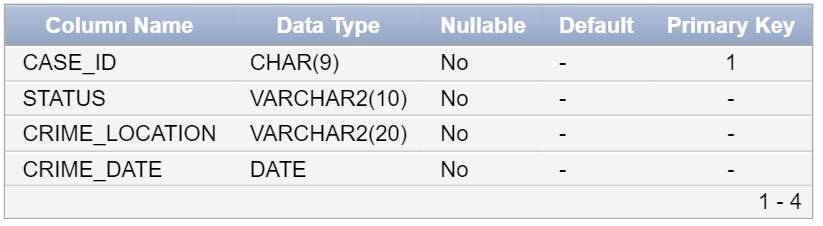 Column Name Data Type Nullable Default Primary Key
CASE_ID CHAR(9) No - 1
STATUS VARCHAR2(10) No - -
CRIME_LOCATION VARCHAR2(20) No - -
CRIME_DATE DATE No - -
1 - 4